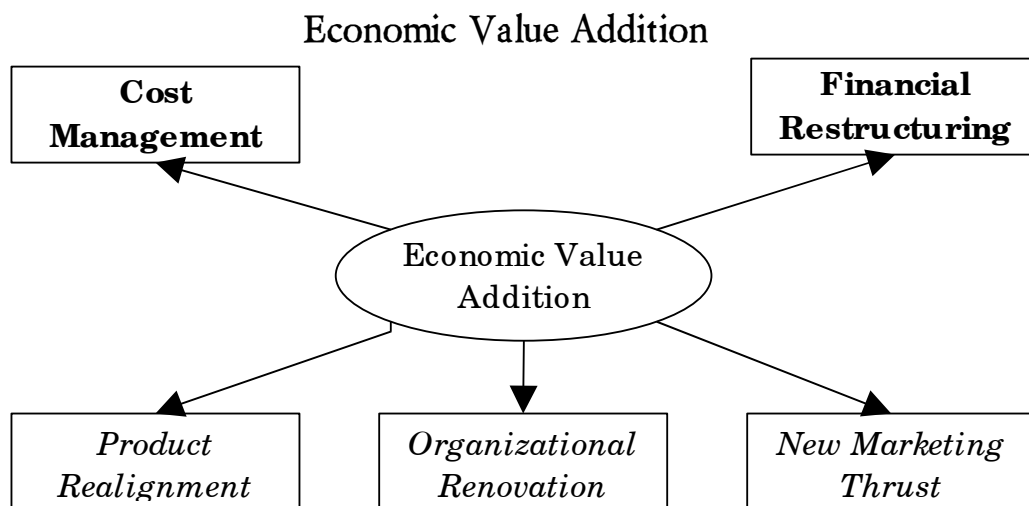 Economic Value Addition
Cost
Management
Financial
Restructuring
Economic Value
Addition
Product
Realignment
Organizational
Renovation
New Marketing
Thrust